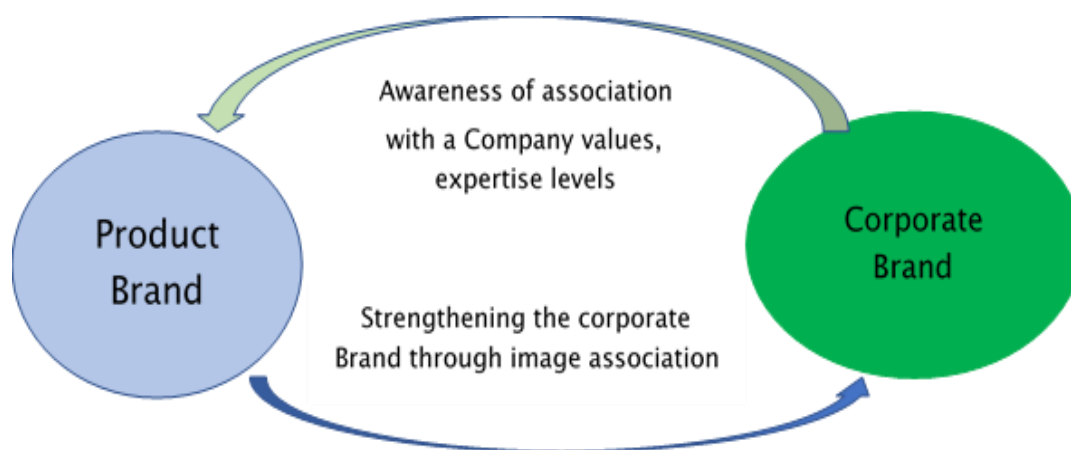 Awareness of association
with a Company values,
expertise levels
Product
Brand
Corporate
Brand
Strengthening the corporate
Brand through image association